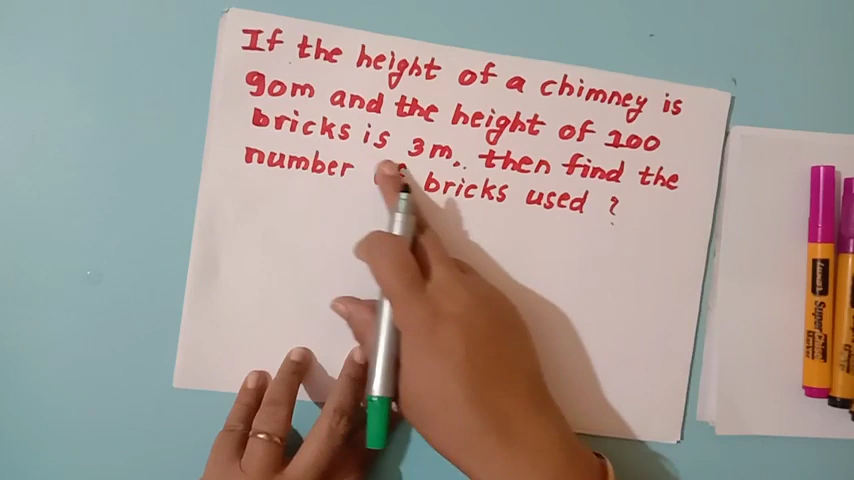 If the height of a chimney is
90m and the height of 100
bricks is 3m, then find the
number bricks used ?
LUXOR